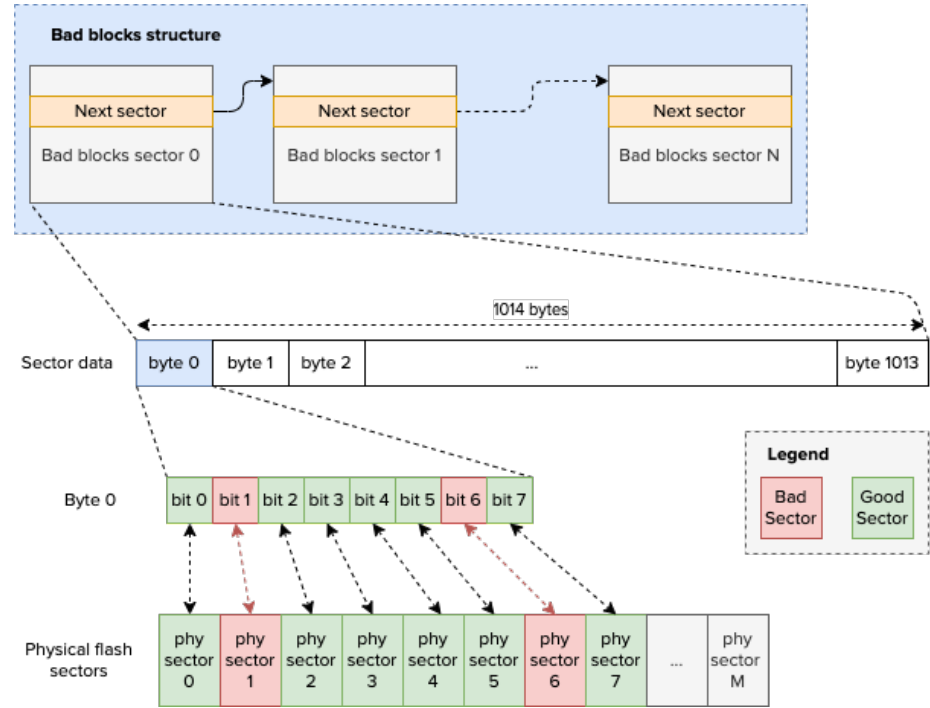 Bad blocks structure
Next sector
Next sector
Next sector
Bad blocks sector 0
Bad blocks sector 1
Bad blocks sector N
1014 bytes
Sector data
byte 0
byte 1
byte 2
...
byte 1013
Legend
Bad
Sector
Good
Sector
Byte 0
bit 0
bit 1
bit 2
bit 3
bit 4
bit 5
bit 6
bit 7
Physical flash
sectors
phy
sector
0
phy
sector
1
phy
sector
2
phy
sector
3
phy
sector
4
phy
sector
5
phy
sector
6
phy
sector
7
...
phy
sector
M